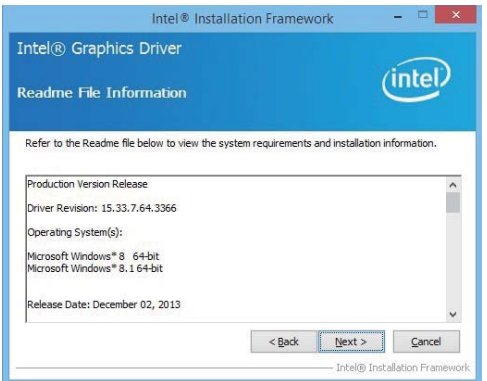 Intel® Installation Framework
Intel® Graphics Driver
Readme File Information
intel
Refer to the Readme file below to view the system requirements and installation information.
Production Version Release
Driver Revision: 15.33.7.64.3366
Operating System(s):
Microsoft Windows* 8 64-bit
Microsoft Windows* 8.1 64-bit
Release Date: December 02, 2013
< Back Next > Cancel
Intel® Installation Framework